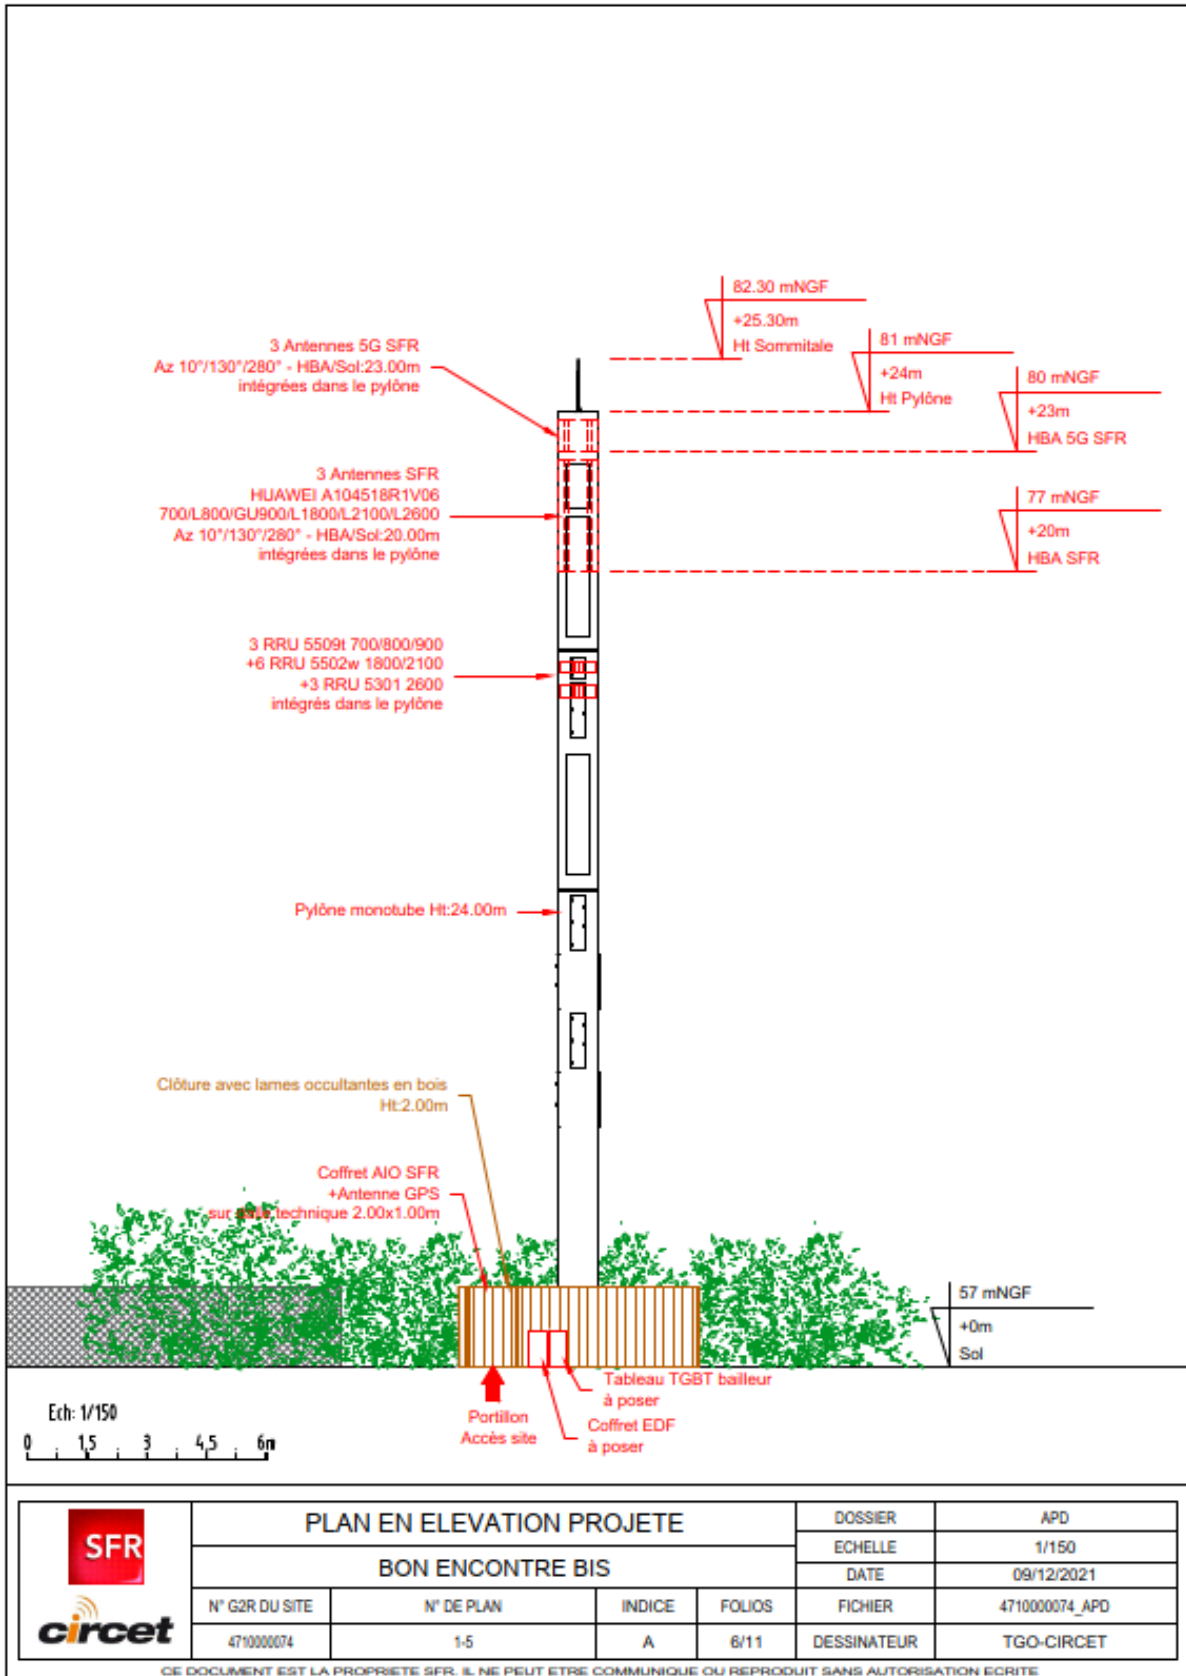 82.30 mNGF
+25.30m
Ht Sommitale
81 mNGF
+24m
Ht Pylône
80 mNGF
+23m
HBA 5G SFR
77 mNGF
+20m
HBA SFR
3 Antennes 5G SFR
Az 10°/130°/280° - HBA/Sol:23.00m
intégrées dans le pylône
3 Antennes SFR
HUAWEI A104518R1V06
700/L800/GU900/L1800/L2100/L2600
Az 10°/130°/280° - HBA/Sol:20.00m
intégrées dans le pylône
3 RRU 5509t 700/800/900
+6 RRU 5502w 1800/2100
+3 RRU 5301 2600
intégrés dans le pylône
Pylône monotube Ht:24.00m
Clôture avec lames occultantes en bois
Ht:2.00m
Coffret AIO SFR
+Antenne GPS
sur dalle technique 2.00x1.00m
57 mNGF
+0m
Sol
Tableau TGBT bailleur
à poser
Portillon
Accès site
Coffret EDF
à poser
Ech: 1/150
0 1,5 3 4,5 6m
SFR
circet
PLAN EN ELEVATION PROJETE
BON ENCONTRE BIS
DOSSIER APD
ECHELLE 1/150
DATE 09/12/2021
N° G2R DU SITE N° DE PLAN INDICE FOLIOS FICHIER 4710000074_APD
4710000074 1-5 A 6/11 DESSINATEUR TGO-CIRCET
CE DOCUMENT EST LA PROPRIETE SFR. IL NE PEUT ETRE COMMUNIQUE OU REPRODUIT SANS AUTORISATION ECRITE